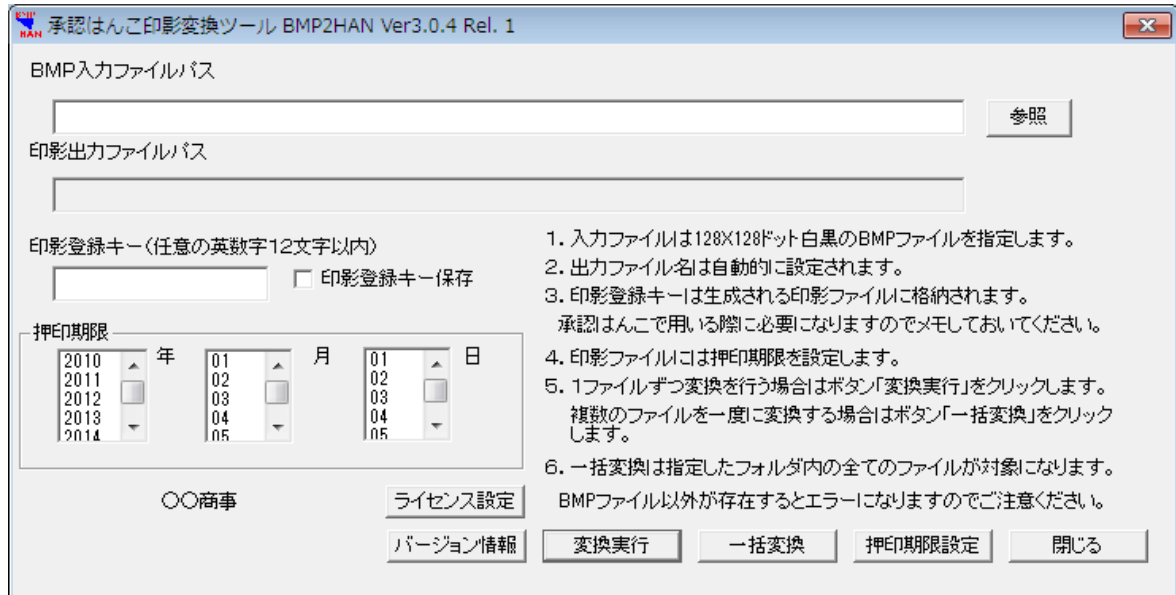 BMP HAN 承認はんこ印影変換ツール BMP2HAN Ver3.0.4 Rel. 1
BMP入力ファイルパス
参照
印影出力ファイルパス
印影登録キー(任意の英数字12文字以内)
印影登録キー保存
押印期限
2010
2011
2012
2013
2014
年
01
02
03
04
05
月
01
02
03
04
05
日
〇〇商事
ライセンス設定
バージョン情報
1. 入力ファイルは128X128ドット白黒のBMPファイルを指定します。
2. 出力ファイル名は自動的に設定されます。
3. 印影登録キーは生成される印影ファイルに格納されます。
承認はんこで用いる際に必要になりますのでメモしておいてください。
4. 印影ファイルには押印期限を設定します。
5. 1ファイルずつ変換を行う場合はボタン「変換実行」をクリックします。
複数のファイルを一度に変換する場合はボタン「一括変換」をクリック
します。
6. 一括変換は指定したフォルダ内の全てのファイルが対象になります。
BMPファイル以外が存在するとエラーになりますのでご注意ください。
変換実行
一括変換
押印期限設定
閉じる